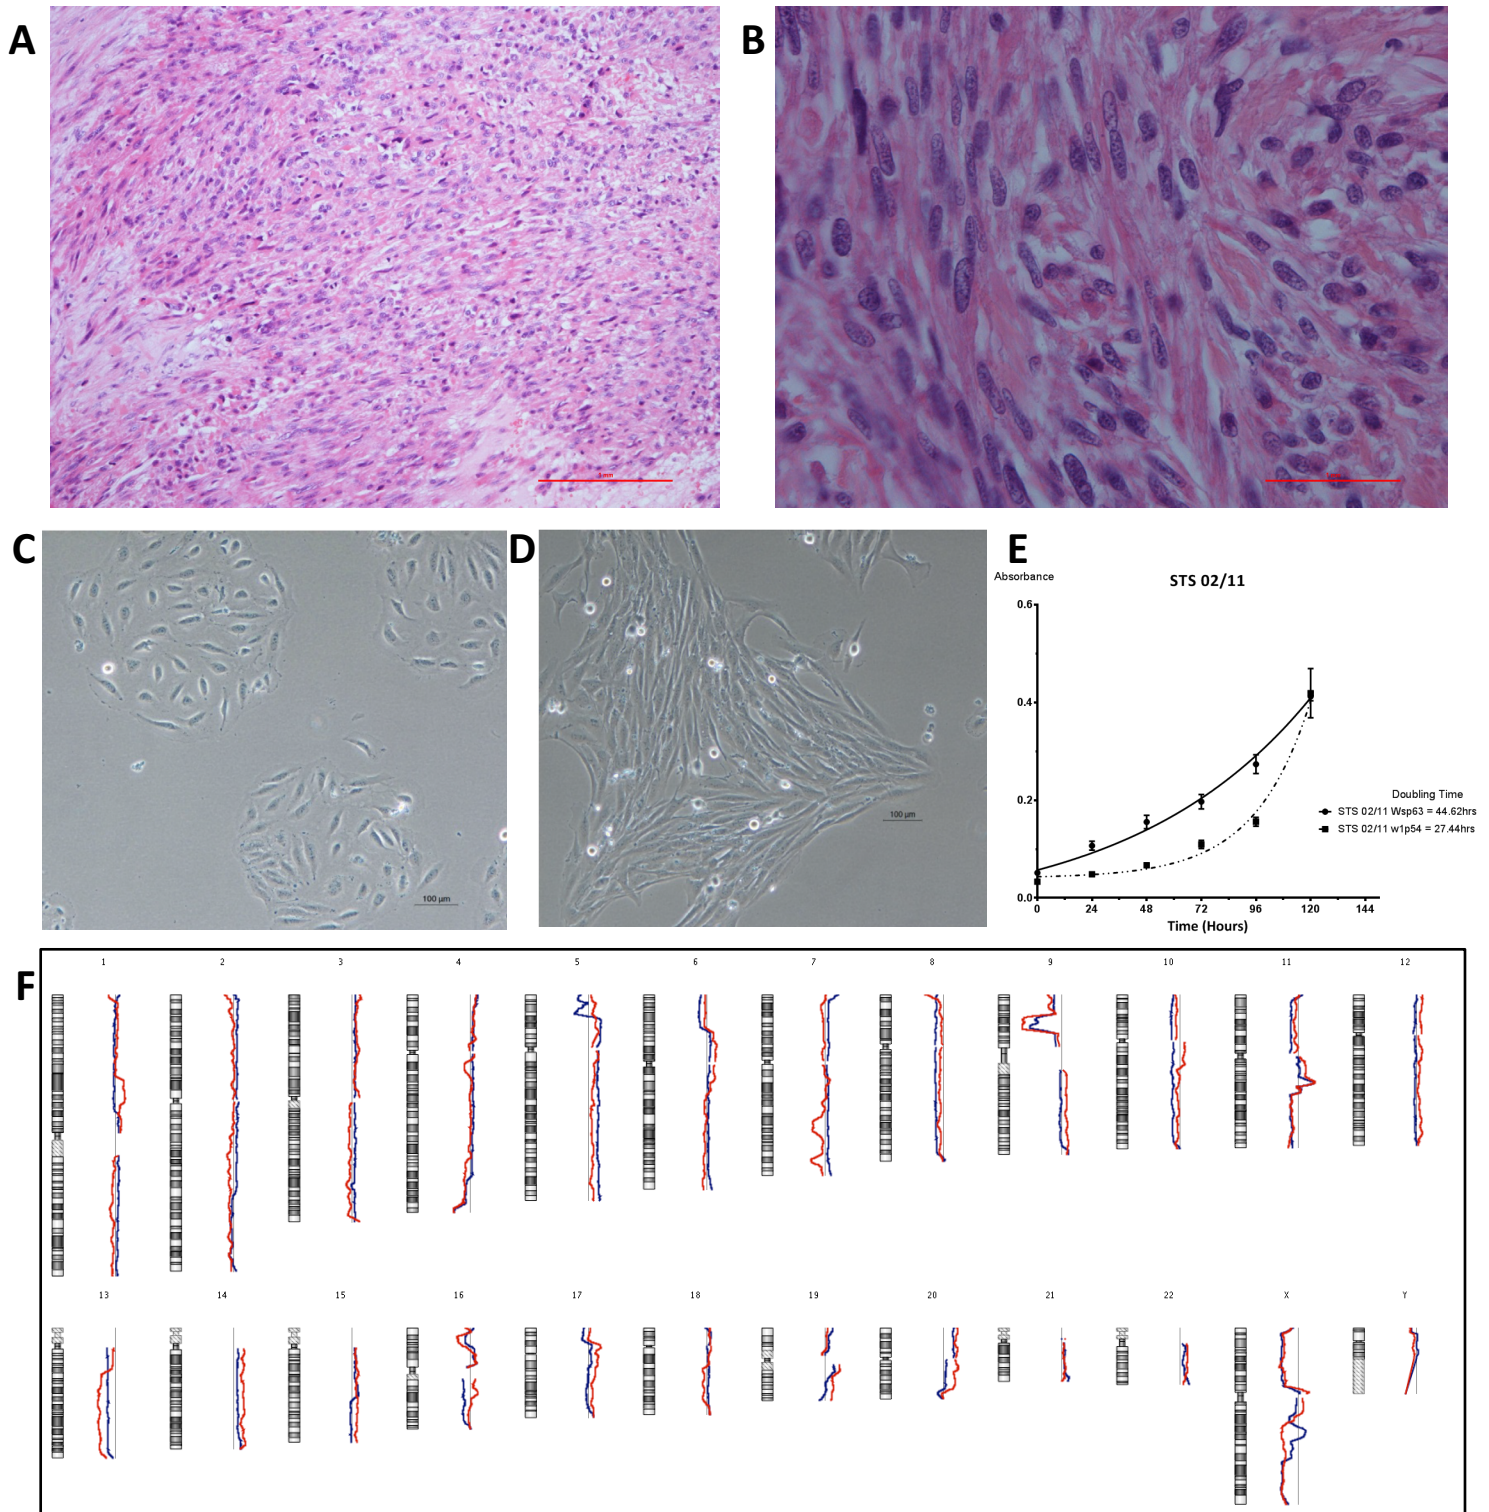 A
B
1 mm
C
D
E
100 µm
100 µm
Absorbance
STS 02/11
0.6
0.4
0.2
0.0
0 24 48 72 96 120 144
Time (Hours)
Doubling Time
STS 02/11 Wsp63 = 44.62hrs
STS 02/11 w1p54 = 27.44hrs
F
1 2 3 4 5 6 7 8 9 10 11 12
13 14 15 16 17 18 19 20 21 22 X Y